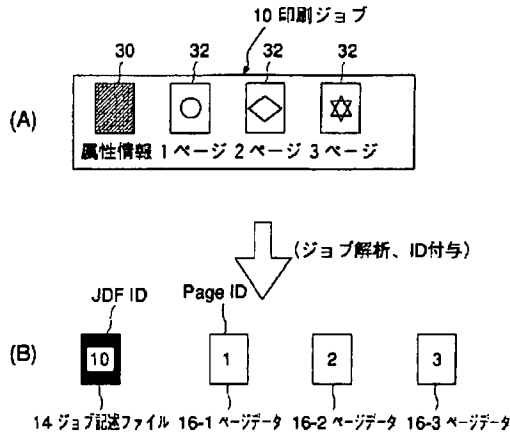 10 印刷ジョブ
30 32 32 32
(A)
属性情報 1 ページ 2 ページ 3 ページ
(ジョブ解析、ID付与)
JDF ID Page ID
(B)
10 1 2 3
14 ジョブ記述ファイル 16-1 ページデータ 16-2 ページデータ 16-3 ページデータ